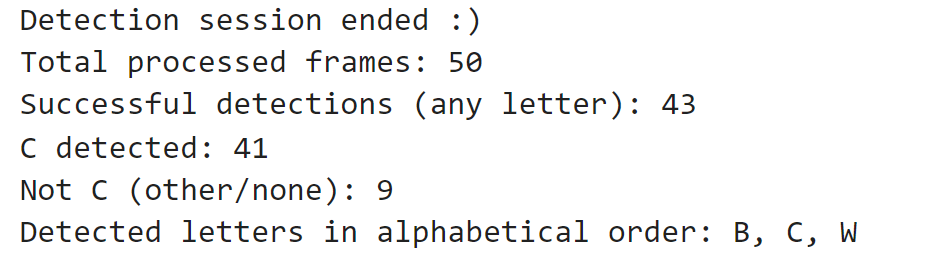 Detection session ended :)
Total processed frames: 50
Successful detections (any letter): 43
C detected: 41
Not C (other/none): 9
Detected letters in alphabetical order: B, C, W